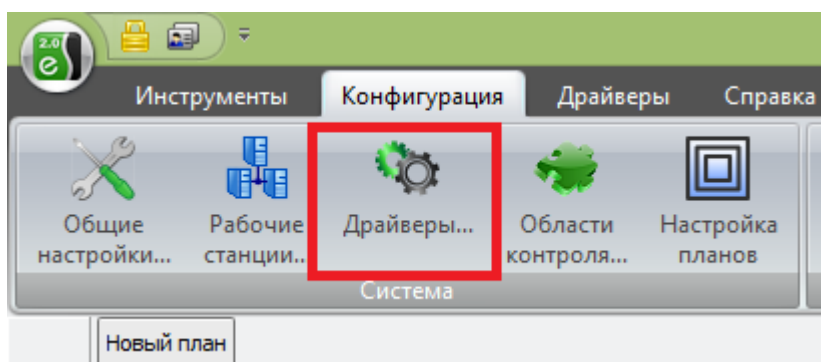 2.0
e
Инструменты Конфигурация Драйверы Справка
Общие настройки...
Рабочие станции...
Драйверы...
Области контроля...
Настройка планов
Система
Новый план